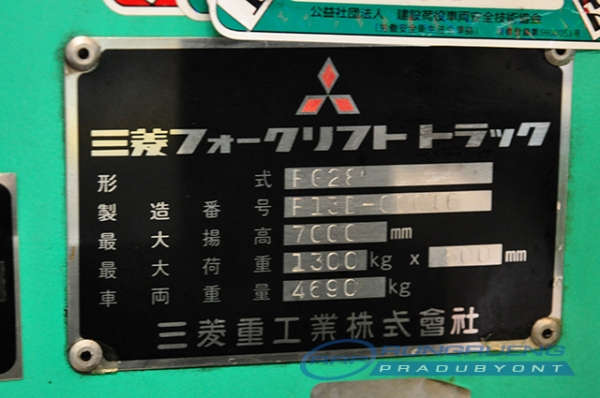 公益社団法人 建設荷役車両安全技術協会
三菱フォークリフト トラック
形 式
製造番号
最大揚高 7000 mm
最大荷重 1300 kg x 600 mm
車両重量 4690 kg
三菱重工業株式會社
PRADUBYONT